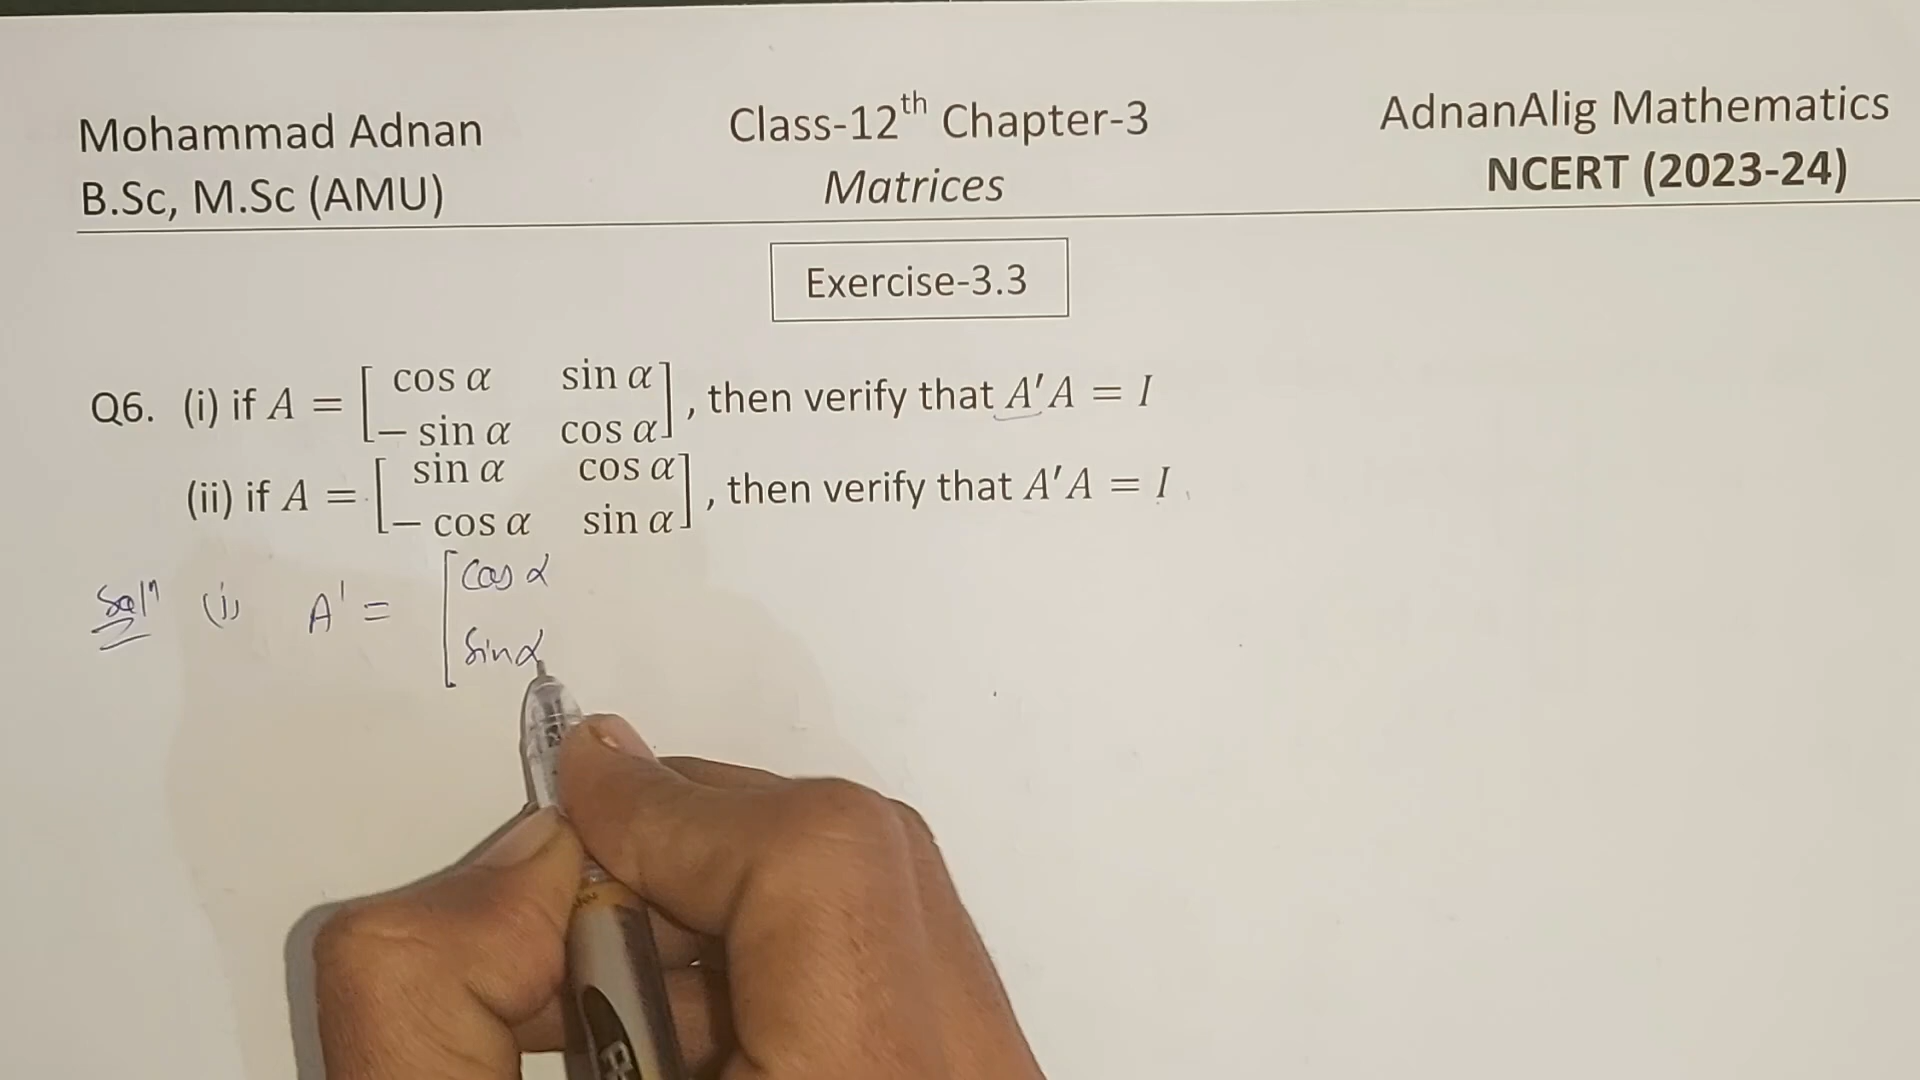 Mohammad Adnan
B.Sc, M.Sc (AMU)
Class-12th Chapter-3
Matrices
AdnanAlig Mathematics
NCERT (2023-24)
Exercise-3.3
Q6. (i) if A = [ cos α sin α
− sin α cos α ], then verify that A′A = I
(ii) if A = [ sin α cos α
− cos α sin α ], then verify that A′A = I
Solⁿ (i) A' = [ cos α
sin α